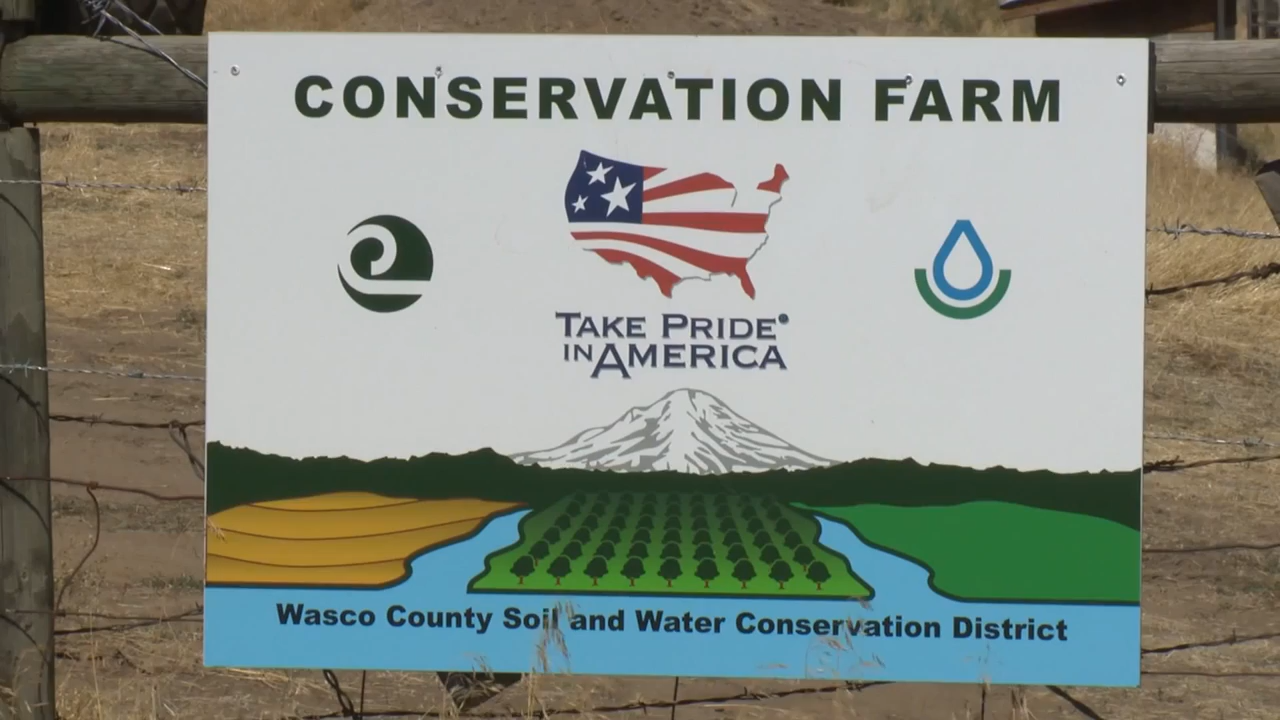 CONSERVATION FARM
TAKE PRIDE
IN AMERICA
Wasco County Soil and Water Conservation District